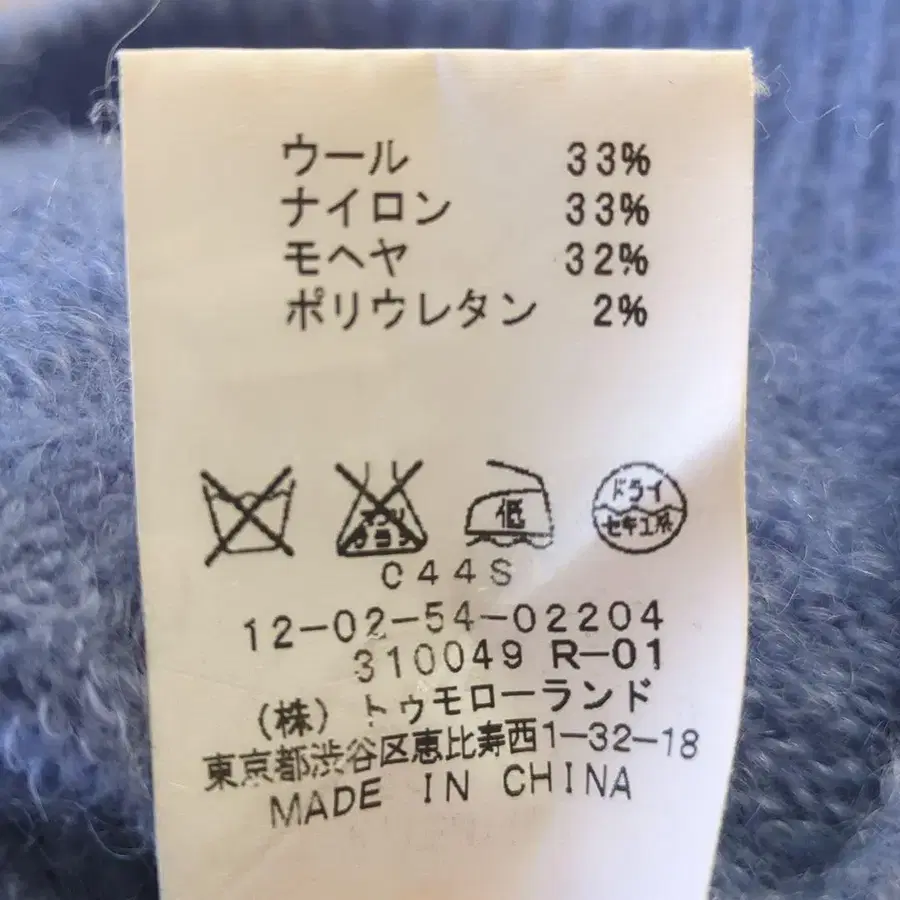 ウール 33%
ナイロン 33%
モヘヤ 32%
ポリウレタン 2%
低
ドライ
セキユ系
C44S
12-02-54-02204
310049 R-01
（株）トゥモローランド
東京都渋谷区恵比寿西1-32-18
MADE IN CHINA